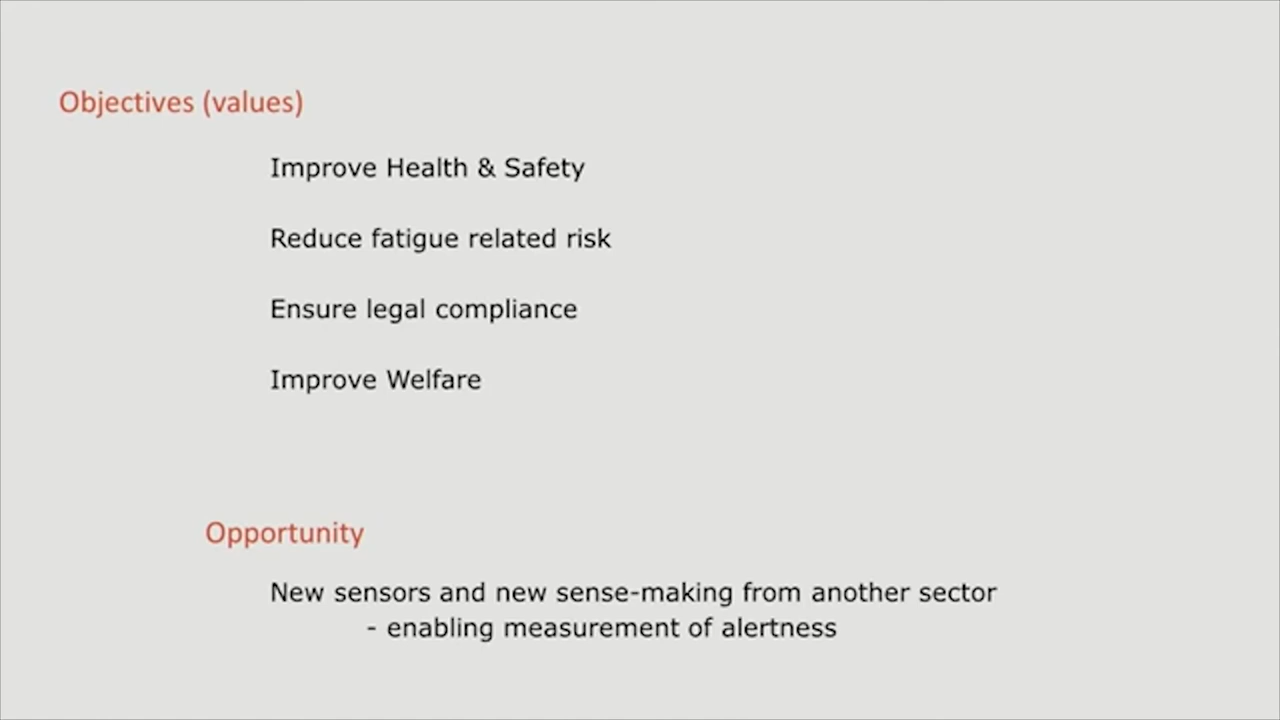 Objectives (values)
Improve Health & Safety
Reduce fatigue related risk
Ensure legal compliance
Improve Welfare
Opportunity
New sensors and new sense-making from another sector
- enabling measurement of alertness